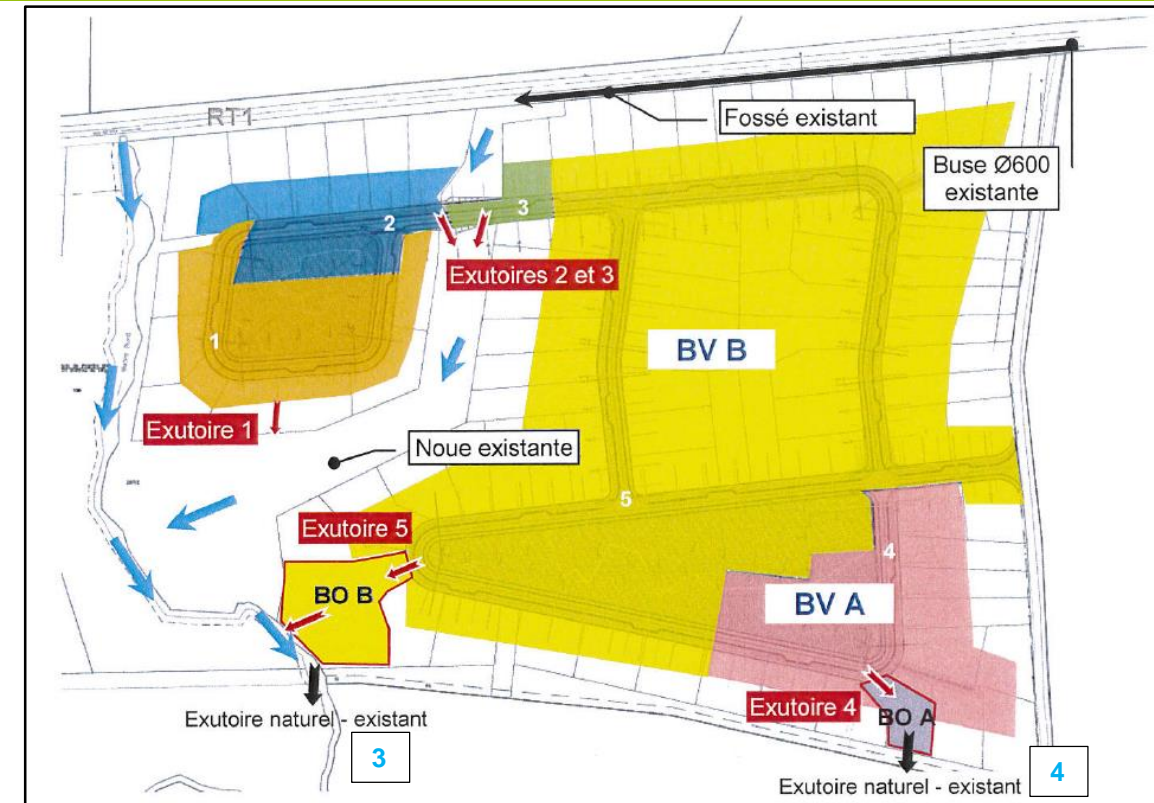 RT1
Fossé existant
Buse Ø600
existante
2
3
Exutoires 2 et 3
1
BV B
Exutoire 1
Noue existante
5
Exutoire 5
4
BO B
BV A
Exutoire 4
BO A
Exutoire naturel - existant
3
Exutoire naturel - existant
4